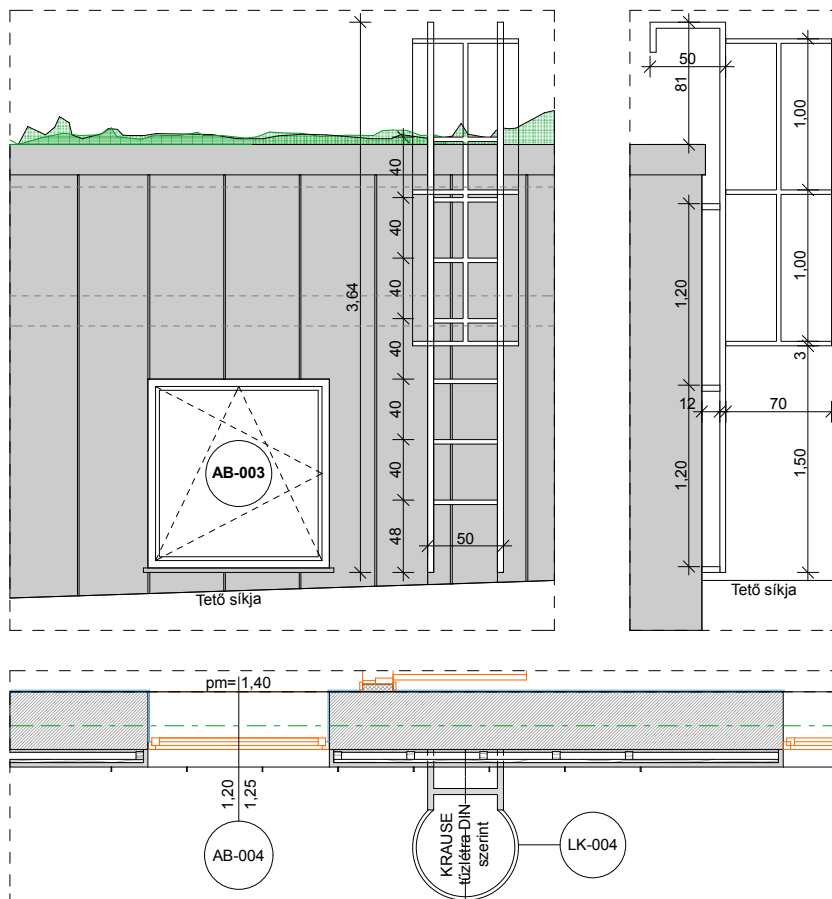 50
81
1,00
40
40
1,20
1,00
3,64
40
40
3
12
70
40
AB-003
40
1,20
1,50
48
50
Tető síkja
Tető síkja
pm= 1,40
1,20
1,25
KRAUSE
tűzlétra DIN
szerint
AB-004
LK-004